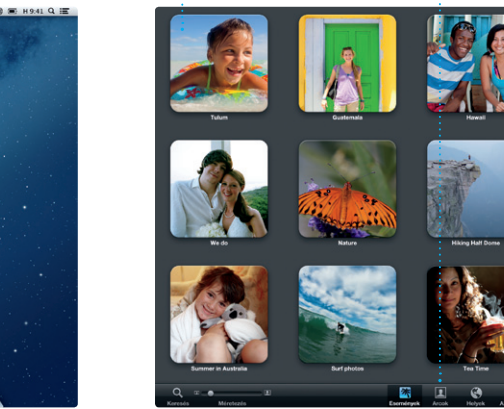 H 9:41
Tulum
Guatemala
Hawaii
We do
Nature
Hiking Half Dome
Summer in Australia
Surf photos
Tea Time
Keresés
Méretezés
Események
Arcok
Helyek